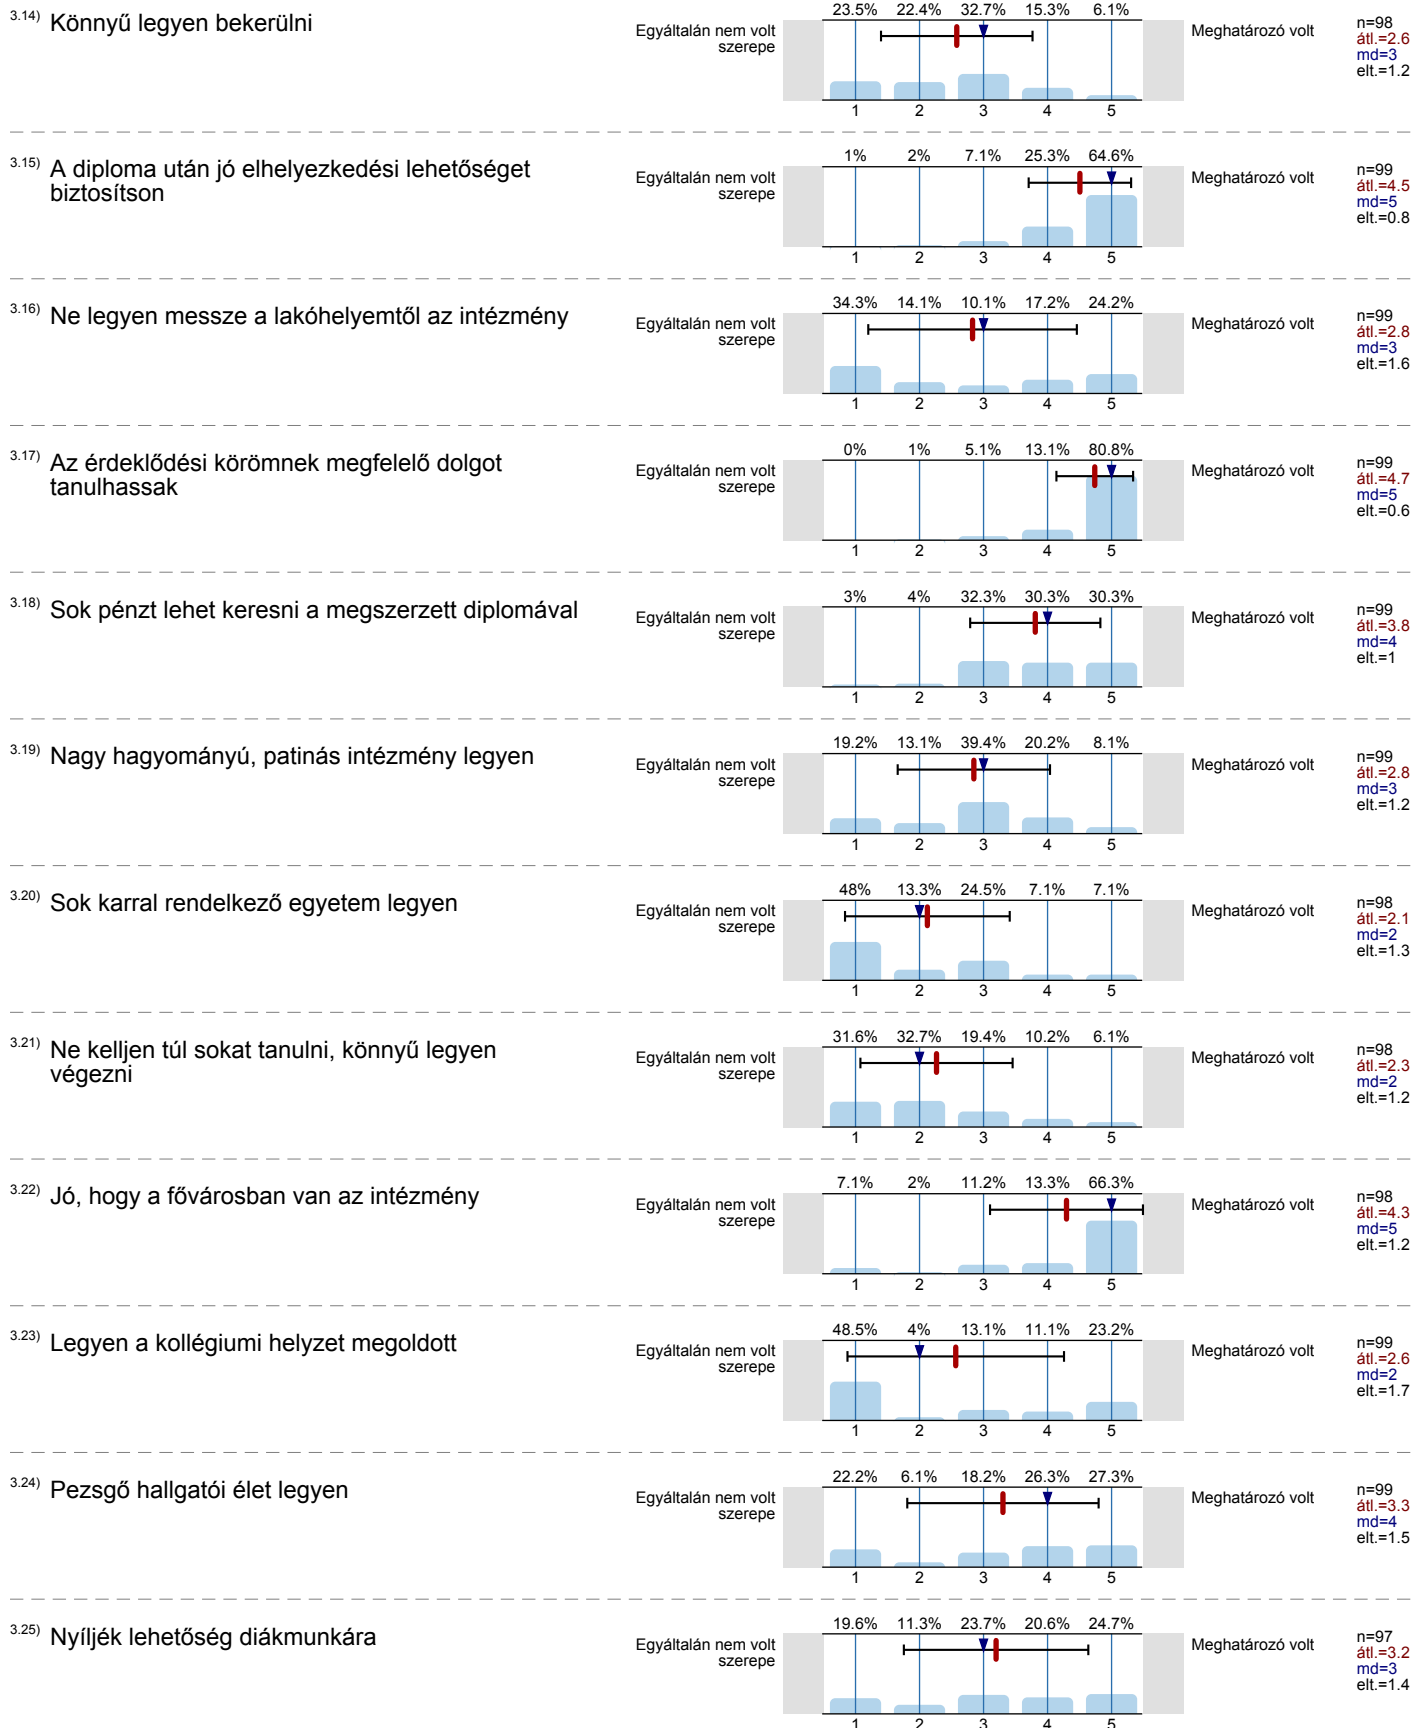 3.14) Könnyű legyen bekerülni
Egyáltalán nem volt
szerepe
23.5% 22.4% 32.7% 15.3% 6.1%
1 2 3 4 5
Meghatározó volt
n=98
átl.=2.6
md=3
elt.=1.2
3.15) A diploma után jó elhelyezkedési lehetőséget
biztosítson
Egyáltalán nem volt
szerepe
1% 2% 7.1% 25.3% 64.6%
1 2 3 4 5
Meghatározó volt
n=99
átl.=4.5
md=5
elt.=0.8
3.16) Ne legyen messze a lakóhelyemtől az intézmény
Egyáltalán nem volt
szerepe
34.3% 14.1% 10.1% 17.2% 24.2%
1 2 3 4 5
Meghatározó volt
n=99
átl.=2.8
md=3
elt.=1.6
3.17) Az érdeklődési körömnek megfelelő dolgot
tanulhassak
Egyáltalán nem volt
szerepe
0% 1% 5.1% 13.1% 80.8%
1 2 3 4 5
Meghatározó volt
n=99
átl.=4.7
md=5
elt.=0.6
3.18) Sok pénzt lehet keresni a megszerzett diplomával
Egyáltalán nem volt
szerepe
3% 4% 32.3% 30.3% 30.3%
1 2 3 4 5
Meghatározó volt
n=99
átl.=3.8
md=4
elt.=1
3.19) Nagy hagyományú, patinás intézmény legyen
Egyáltalán nem volt
szerepe
19.2% 13.1% 39.4% 20.2% 8.1%
1 2 3 4 5
Meghatározó volt
n=99
átl.=2.8
md=3
elt.=1.2
3.20) Sok karral rendelkező egyetem legyen
Egyáltalán nem volt
szerepe
48% 13.3% 24.5% 7.1% 7.1%
1 2 3 4 5
Meghatározó volt
n=98
átl.=2.1
md=2
elt.=1.3
3.21) Ne kelljen túl sokat tanulni, könnyű legyen
végezni
Egyáltalán nem volt
szerepe
31.6% 32.7% 19.4% 10.2% 6.1%
1 2 3 4 5
Meghatározó volt
n=98
átl.=2.3
md=2
elt.=1.2
3.22) Jó, hogy a fővárosban van az intézmény
Egyáltalán nem volt
szerepe
7.1% 2% 11.2% 13.3% 66.3%
1 2 3 4 5
Meghatározó volt
n=98
átl.=4.3
md=5
elt.=1.2
3.23) Legyen a kollégiumi helyzet megoldott
Egyáltalán nem volt
szerepe
48.5% 4% 13.1% 11.1% 23.2%
1 2 3 4 5
Meghatározó volt
n=99
átl.=2.6
md=2
elt.=1.7
3.24) Pezsgő hallgatói élet legyen
Egyáltalán nem volt
szerepe
22.2% 6.1% 18.2% 26.3% 27.3%
1 2 3 4 5
Meghatározó volt
n=99
átl.=3.3
md=4
elt.=1.5
3.25) Nyíljék lehetőség diákmunkára
Egyáltalán nem volt
szerepe
19.6% 11.3% 23.7% 20.6% 24.7%
1 2 3 4 5
Meghatározó volt
n=97
átl.=3.2
md=3
elt.=1.4